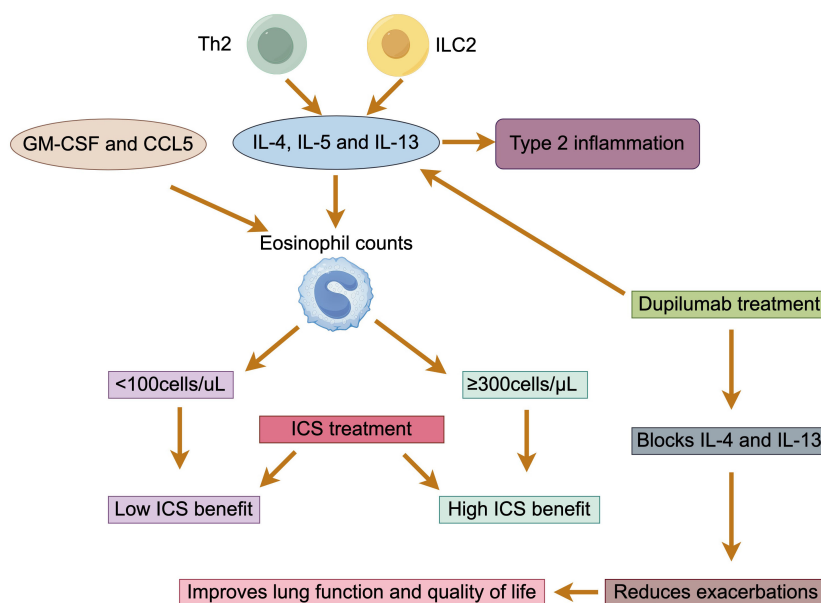 Th2
ILC2
GM-CSF and CCL5
IL-4, IL-5 and IL-13
Type 2 inflammation
Eosinophil counts
Dupilumab treatment
<100cells/uL
≥300cells/μL
ICS treatment
Blocks IL-4 and IL-13
Low ICS benefit
High ICS benefit
Improves lung function and quality of life
Reduces exacerbations